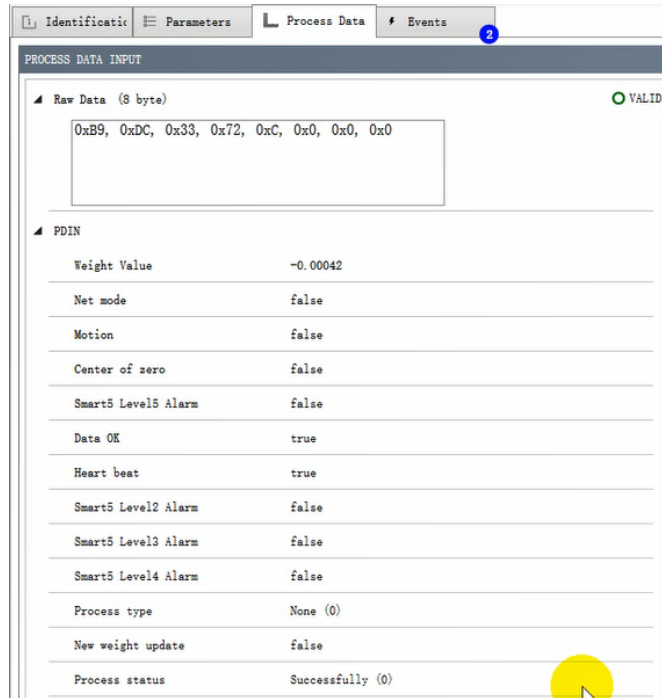 Identificatic Parameters Process Data Events 2
PROCESS DATA INPUT
Raw Data (8 byte) VALID
0xB9, 0xDC, 0x33, 0x72, 0xC, 0x0, 0x0, 0x0
PDIN
Weight Value -0.00042
Net mode false
Motion false
Center of zero false
Smart5 Level5 Alarm false
Data OK true
Heart beat true
Smart5 Level2 Alarm false
Smart5 Level3 Alarm false
Smart5 Level4 Alarm false
Process type None (0)
New weight update false
Process status Successfully (0)